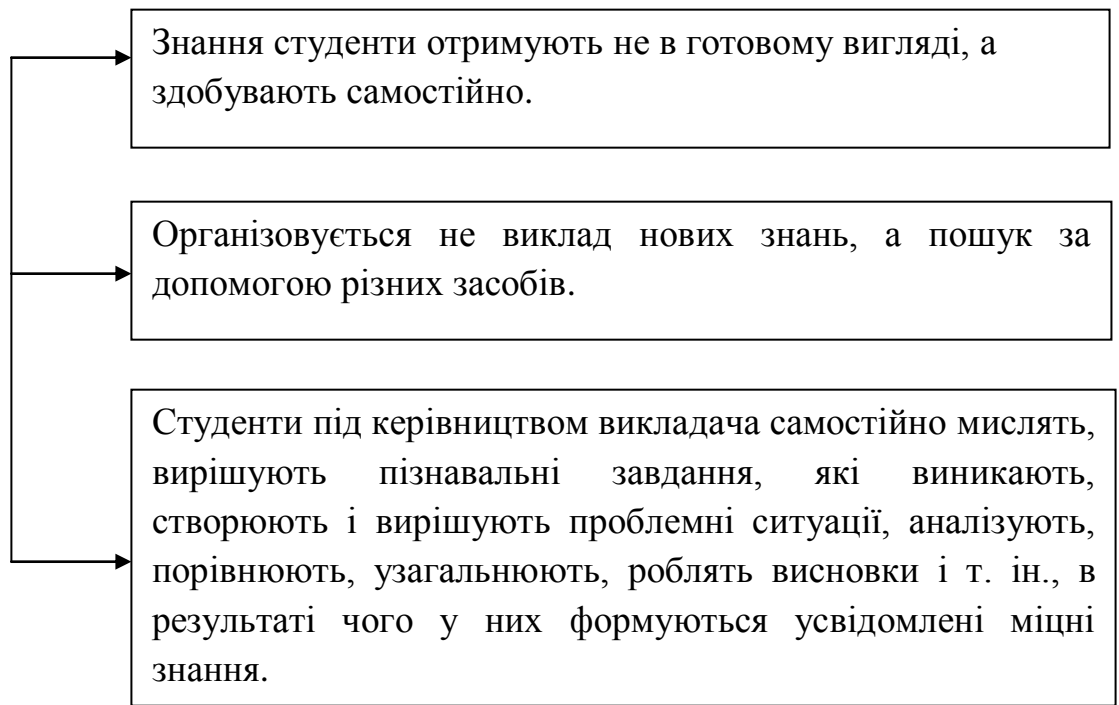 Знання студенти отримують не в готовому вигляді, а
здобувають самостійно.
Організовується не виклад нових знань, а пошук за
допомогою різних засобів.
Студенти під керівництвом викладача самостійно мислять,
вирішують пізнавальні завдання, які виникають,
створюють і вирішують проблемні ситуації, аналізують,
порівнюють, узагальнюють, роблять висновки і т. ін., в
результаті чого у них формуються усвідомлені міцні
знання.